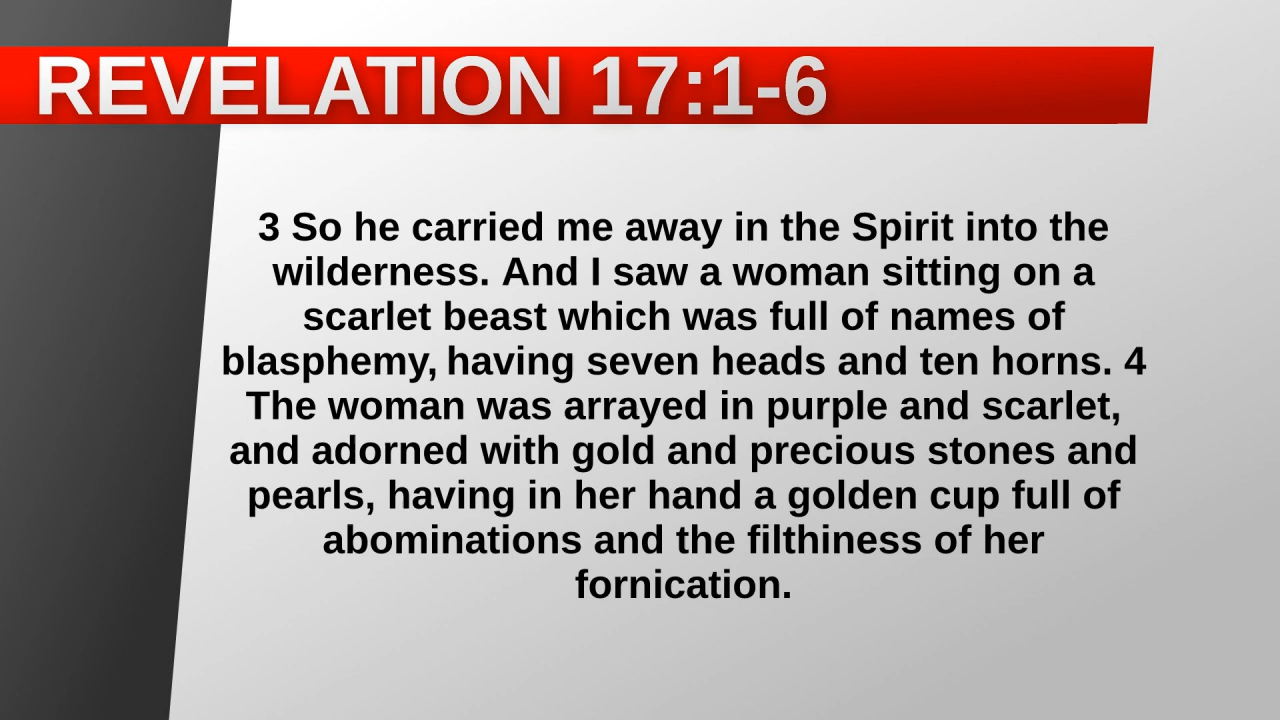 REVELATION 17:1-6
3 So he carried me away in the Spirit into the
wilderness. And I saw a woman sitting on a
scarlet beast which was full of names of
blasphemy, having seven heads and ten horns. 4
The woman was arrayed in purple and scarlet,
and adorned with gold and precious stones and
pearls, having in her hand a golden cup full of
abominations and the filthiness of her
fornication.